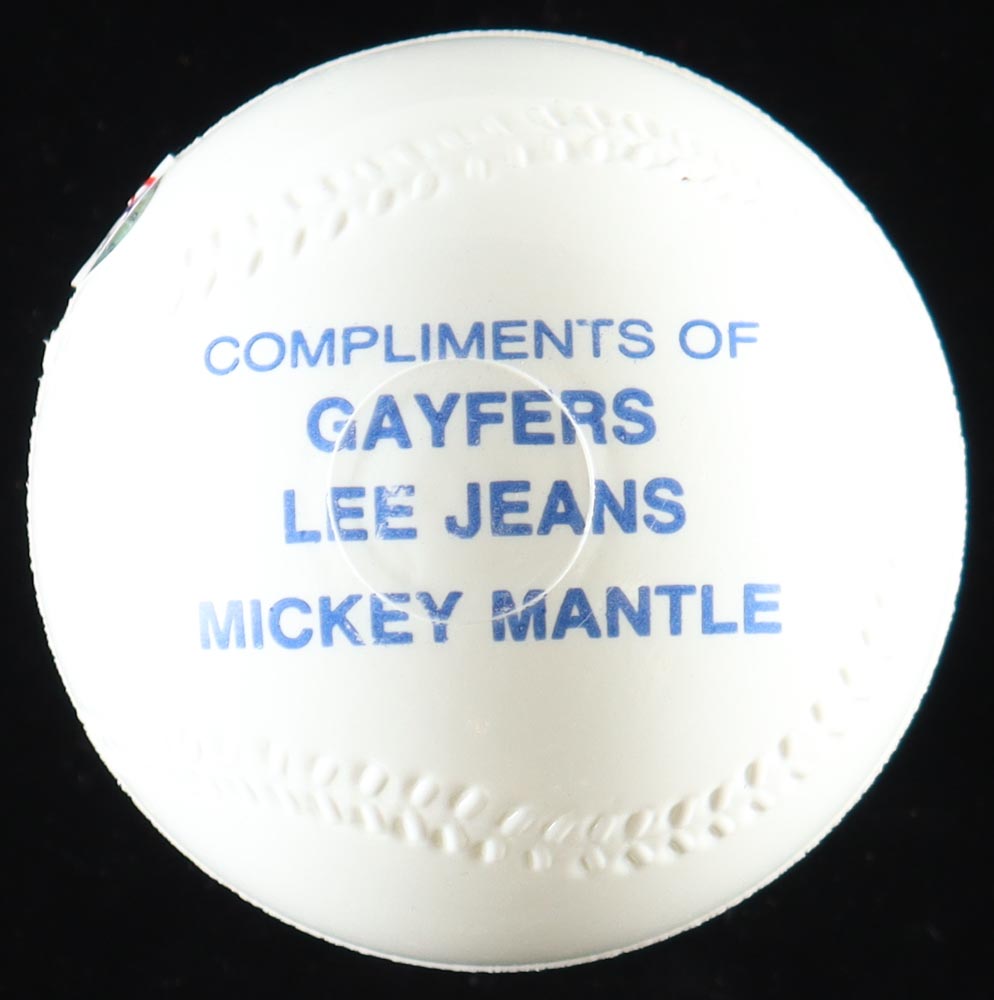 COMPLIMENTS OF
GAYFERS
LEE JEANS
MICKEY MANTLE